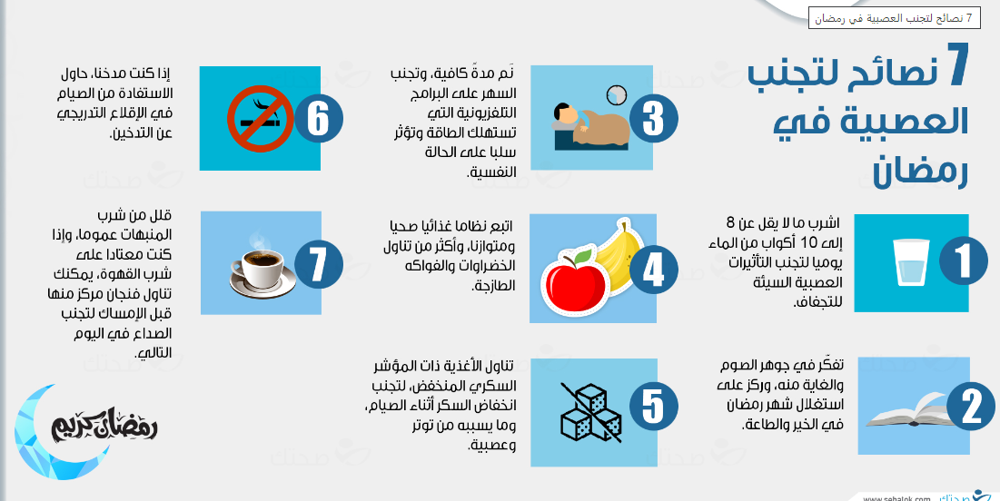 7 نصائح لتجنب العصبية في رمضان
7 نصائح لتجنب
العصبية في
رمضان
1
اشرب ما لا يقل عن 8
إلى 10 أكواب من الماء
يوميا لتجنب التأثيرات
العصبية السيئة
للتجفاف.
2
تفكّر في جوهر الصوم
والغاية منه، وركز على
استغلال شهر رمضان
في الخير والطاعة.
3
نَم مدةً كافية، وتجنب
السهر على البرامج
التلفزيونية التي
تستهلك الطاقة وتؤثر
سلبا على الحالة
النفسية.
4
اتبع نظاما غذائيا صحيا
ومتوازنا، وأكثر من تناول
الخضراوات والفواكه
الطازجة.
5
تناول الأغذية ذات المؤشر
السكري المنخفض، لتجنب
انخفاض السكر أثناء الصيام،
وما يسببه من توتر
وعصبية.
6
إذا كنت مدخنا، حاول
الاستفادة من الصيام
في الإقلاع التدريجي
عن التدخين.
7
قلل من شرب
المنبهات عموما، وإذا
كنت معتادا على
شرب القهوة، يمكنك
تناول فنجان مركز منها
قبل الإمساك لتجنب
الصداع في اليوم
التالي.
رمضان كريم
صحتك
www.sehatok.com